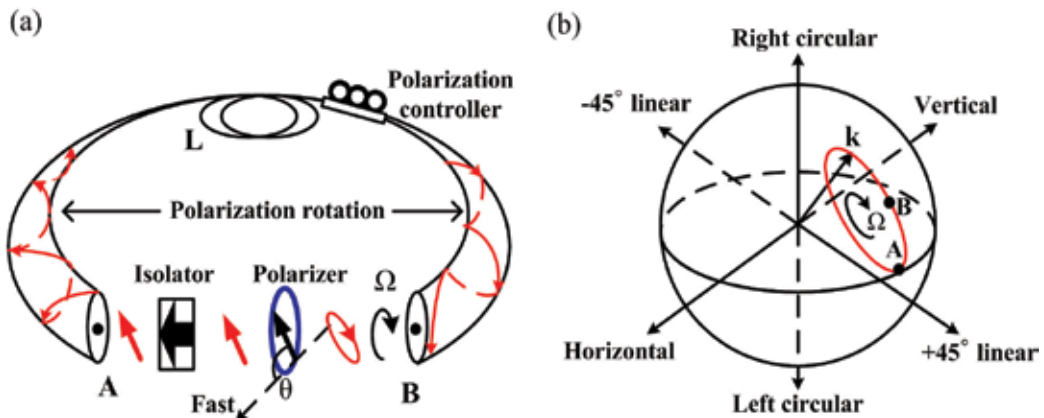 (a)
Polarization
controller
L
Polarization rotation
Isolator
Polarizer
Ω
A
Fast
θ
B
(b)
Right circular
-45° linear
Vertical
k
B
Ω
A
Horizontal
+45° linear
Left circular